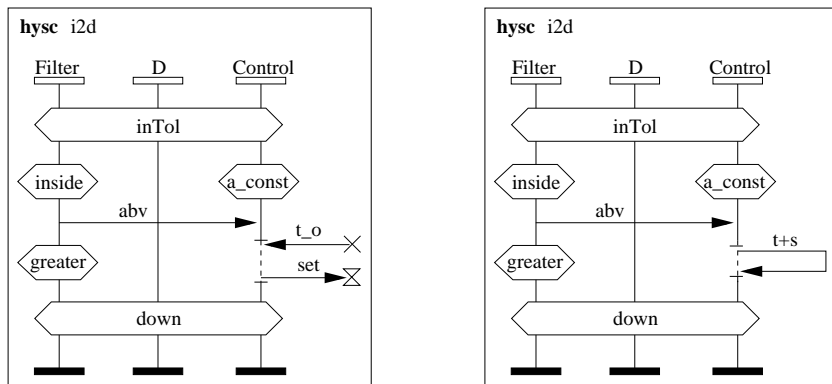 hysc i2d
Filter D Control
inTol
inside a_const
abv
t_o
greater
set
down
hysc i2d
Filter D Control
inTol
inside a_const
abv
t+s
greater
down